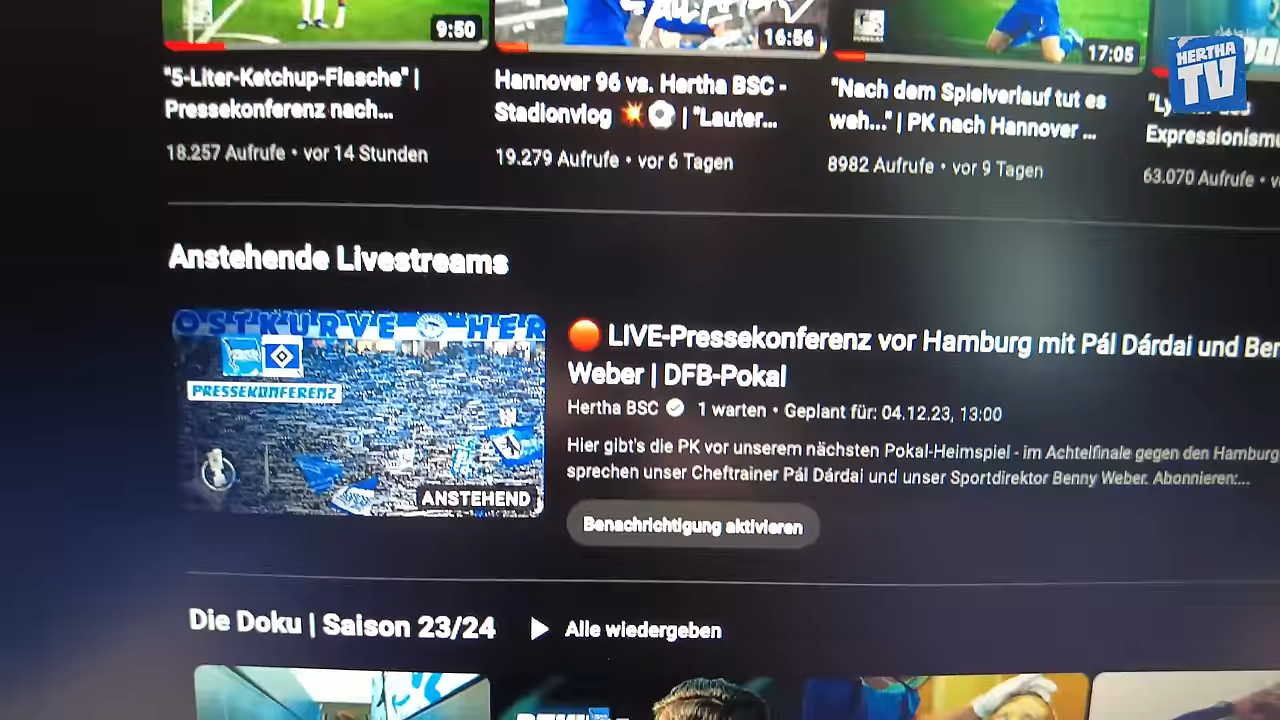 9:50
16:56
17:05
HERTHA
TV
"5-Liter-Ketchup-Flasche" |
Pressekonferenz nach...
18.257 Aufrufe • vor 14 Stunden
Hannover 96 vs. Hertha BSC -
Stadionvlog 💥⚽ | "Lauter...
19.279 Aufrufe • vor 6 Tagen
"Nach dem Spielverlauf tut es
weh..." | PK nach Hannover ...
8982 Aufrufe • vor 9 Tagen
63.070 Aufrufe •
Anstehende Livestreams
OSTKURVE HER
PRESSEKONFERENZ
ANSTEHEND
🔴 LIVE-Pressekonferenz vor Hamburg mit Pál Dárdai und
Weber | DFB-Pokal
Hertha BSC 1 warten • Geplant für: 04.12.23, 13:00
Hier gibt's die PK vor unserem nächsten Pokal-Heimspiel - im Achtelfinale gegen den Hamburg
sprechen unser Cheftrainer Pál Dárdai und unser Sportdirektor Benny Weber. Abonnieren:...
Benachrichtigung aktivieren
Die Doku | Saison 23/24
Alle wiedergeben